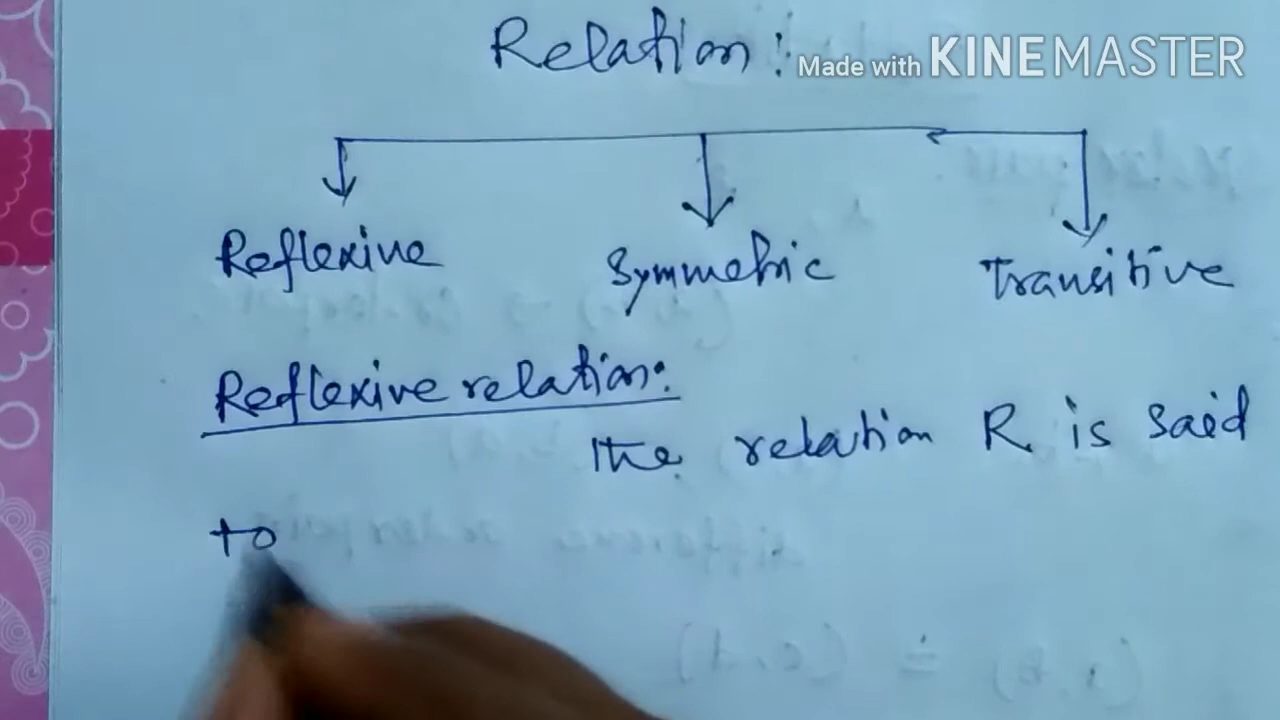 Relation:
Made with KINEMASTER
Reflexive
Symmetric
Transitive
Reflexive relation:
The relation R is said
to